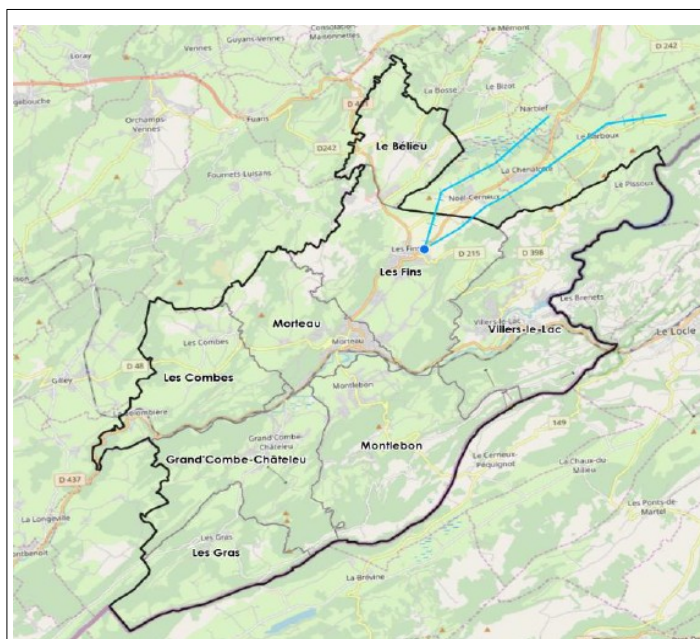 Consolation-
Maisonnettes
Le Mémont
Guyans-Vennes
Vennes
Loray
D 242
La Bosse
Le Bizot
Narbief
Orchamps-
Vennes
Fuans
D242
Le Bélieu
Le Barboux
La Chenalotte
Fournets-Luisans
Noël-Cerneux
Le Pissoux
Les Fins
D 215
D 398
Les Fins
Les Brenets
Morteau
Villers-le-Lac
Villers-le-Lac
Le Locle
Les Combes
Morteau
D 48
Gilley
Les Combes
Montlebon
149
Grand'Combe-
Châteleu
Grand'Combe-Châteleu
Montlebon
Le Cerneux-
Péquignot
La Chaux-du-
Milieu
D 437
La Longeville
Les Ponts-de-
Martel
Les Gras
Les Gras
La Brévine